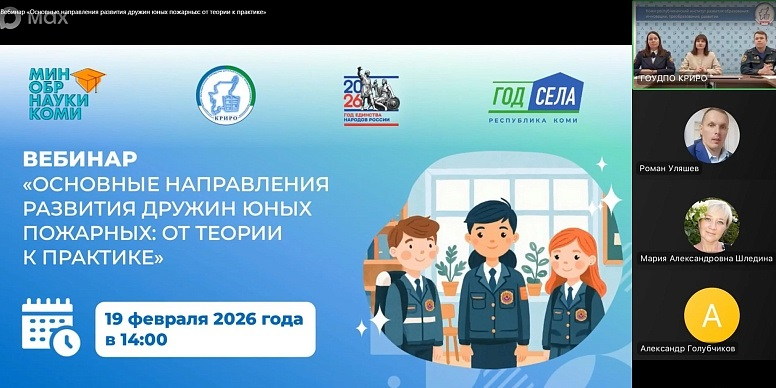 max
Вебинар «Основные направления развития дружин юных пожарных: от теории к практике»
МИН
ОБР
НАУКИ
КОМИ
КРИРО
20
26
ГОД ЕДИНСТВА
НАРОДОВ РОССИИ
ГОД СЕЛА
РЕСПУБЛИКА КОМИ
ВЕБИНАР
«ОСНОВНЫЕ НАПРАВЛЕНИЯ
РАЗВИТИЯ ДРУЖИН ЮНЫХ
ПОЖАРНЫХ: ОТ ТЕОРИИ
К ПРАКТИКЕ»
19 февраля 2026 года
в 14:00
ГОУДПО КРИРО
Роман Уляшев
Мария Александровна Шледина
А
Александр Голубчиков